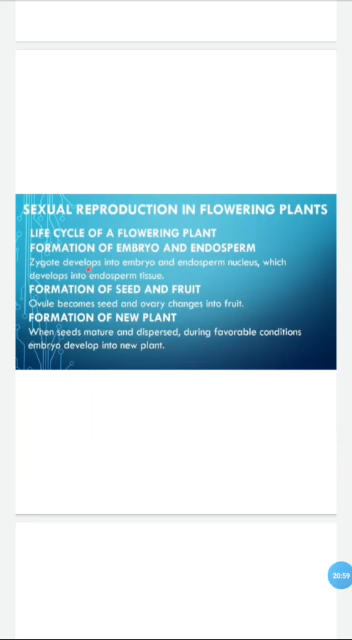 SEXUAL REPRODUCTION IN FLOWERING PLANTS
LIFE CYCLE OF A FLOWERING PLANT
FORMATION OF EMBRYO AND ENDOSPERM
Zygote develops into embryo and endosperm nucleus, which
develops into endosperm tissue.
FORMATION OF SEED AND FRUIT
Ovule becomes seed and ovary changes into fruit.
FORMATION OF NEW PLANT
When seeds mature and dispersed, during favorable conditions
embryo develop into new plant.
20:59